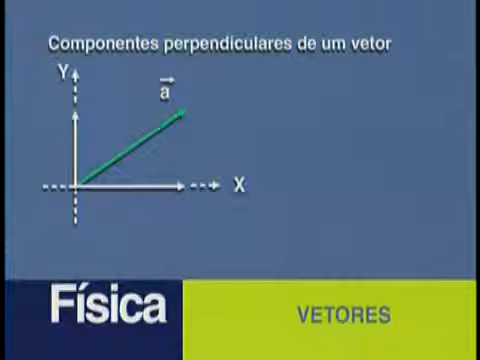 Componentes perpendiculares de um vetor
Y
a
X
Física
VETORES